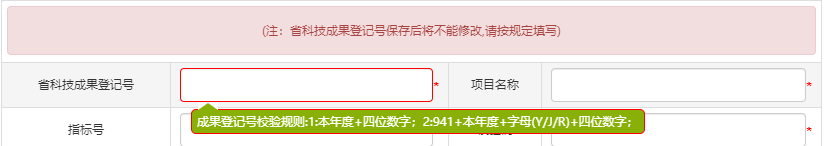 (注：省科技成果登记号保存后将不能修改,请按规定填写)
省科技成果登记号 * 项目名称 *
成果登记号校验规则:1:本年度+四位数字；2:941+本年度+字母(Y/J/R)+四位数字；
指标号 *